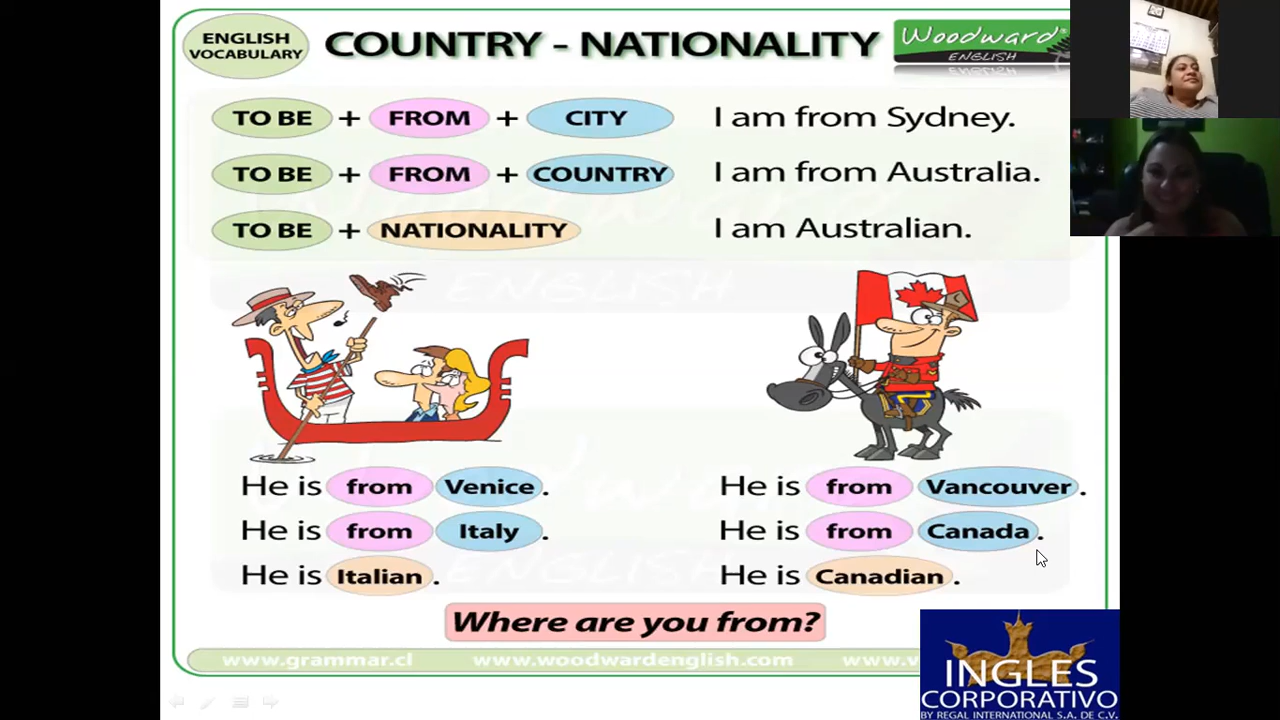 ENGLISH
VOCABULARY
COUNTRY - NATIONALITY
Woodward
ENGLISH
TO BE + FROM + CITY I am from Sydney.
TO BE + FROM + COUNTRY I am from Australia.
TO BE + NATIONALITY I am Australian.
He is from Venice.
He is from Italy.
He is Italian.
He is from Vancouver.
He is from Canada.
He is Canadian.
Where are you from?
www.grammar.cl www.woodwardenglish.com
INGLES
CORPORATIVO
BY REGAL INTERNATIONAL S.A. DE C.V.